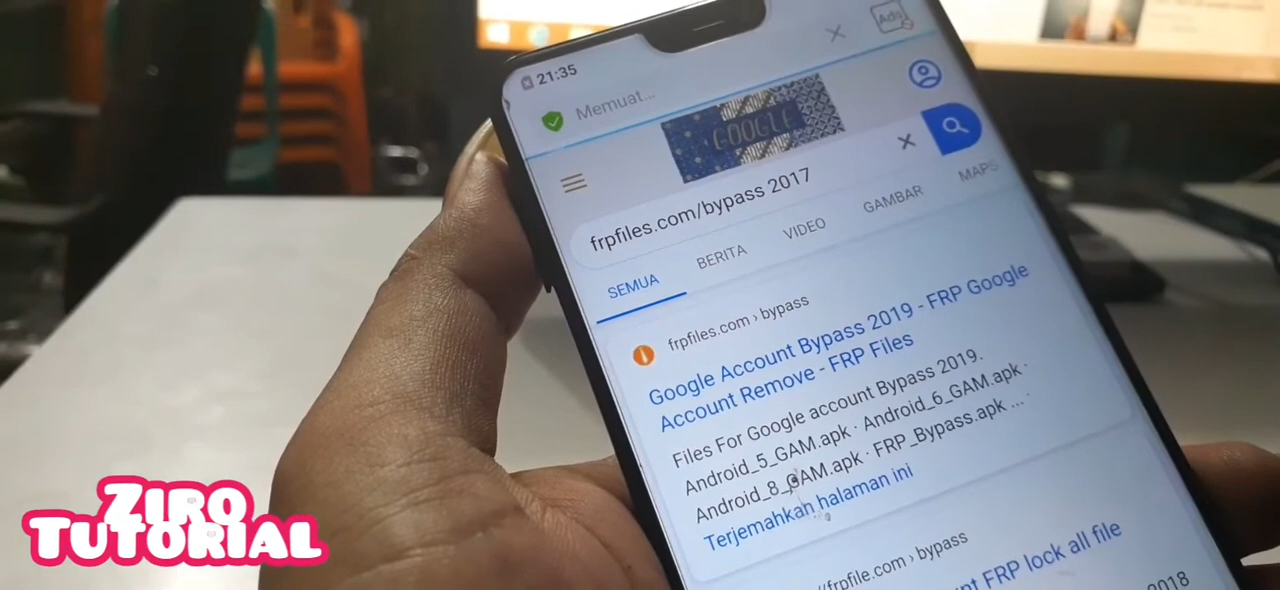 21:35
Memuat...
Ads
GOOGLE
frpfiles.com/bypass 2017
SEMUA BERITA VIDEO GAMBAR MAPS
frpfiles.com › bypass
Google Account Bypass 2019 - FRP Google
Account Remove - FRP Files
Files For Google account Bypass 2019.
Android_5_GAM.apk · Android_6_GAM.apk ·
Android_8_GAM.apk · FRP_Bypass.apk ... ·
Terjemahkan halaman ini
//frpfile.com › bypass
FRP lock all file
2018
ZIRO
TUTORIAL